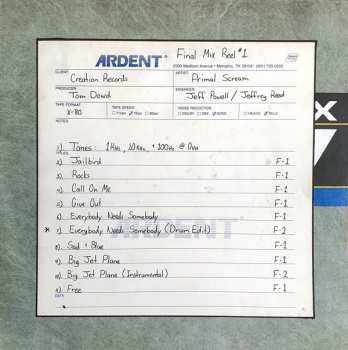 ARDENT® Final Mix Reel #1
2000 Madison Avenue • Memphis, TN 38104 • (901) 725-0855
CLIENT ARTIST
Creation Records Primal Scream
PRODUCER ENGINEER
Tom Dowd Jeff Powell / Jeffrey Reed
TAPE FORMAT TAPE SPEED NOISE REDUCTION
X-80
NOTES
1) Tones: 1KHz, 10KHz, + 100Hz @ 0VU
TITLES
2) Jailbird F-1
3) Rocks F-1
4) Call On Me F-1
5) Give Out F-1
6) Everybody Needs Somebody F-1
* 7) Everybody Needs Somebody (Drum Edit) F-2
8) Sad + Blue F-1
9) Big Jet Plane F-1
10) Big Jet Plane (Instrumental) F-2
11) Free F-1
DATE
ARDENT
X